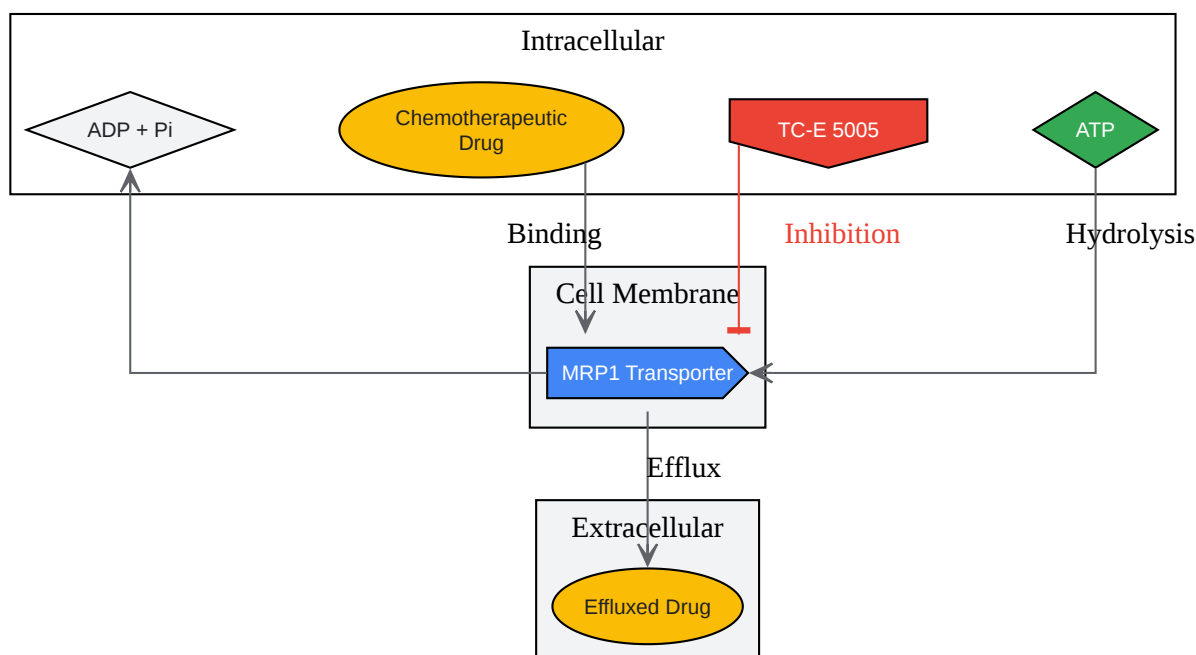 Intracellular
ADP + Pi
Chemotherapeutic
Drug
TC-E 5005
ATP
Binding
Inhibition
Hydrolysis
Cell Membrane
MRP1 Transporter
Efflux
Extracellular
Effluxed Drug